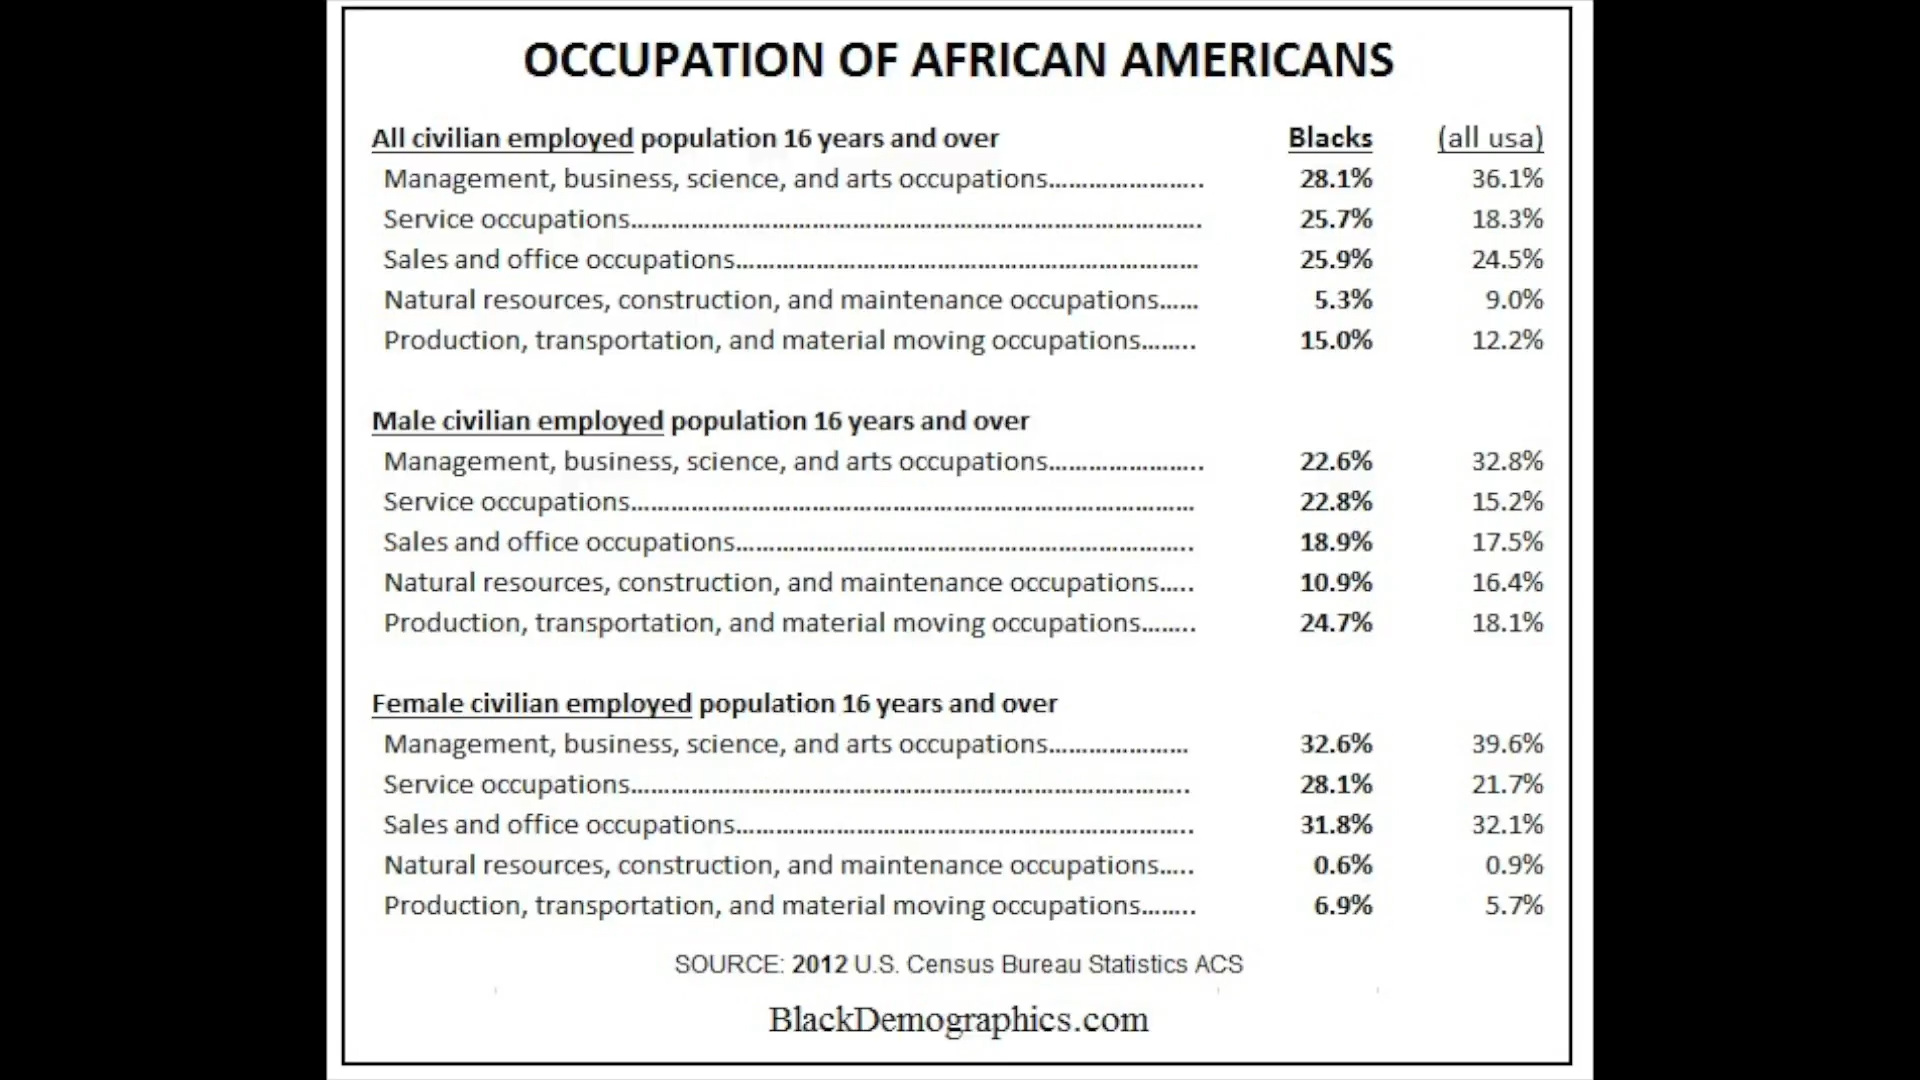 OCCUPATION OF AFRICAN AMERICANS
All civilian employed population 16 years and over Blacks (all usa)
Management, business, science, and arts occupations........................ 28.1% 36.1%
Service occupations........................................................................................ 25.7% 18.3%
Sales and office occupations........................................................................ 25.9% 24.5%
Natural resources, construction, and maintenance occupations...... 5.3% 9.0%
Production, transportation, and material moving occupations........ 15.0% 12.2%
Male civilian employed population 16 years and over
Management, business, science, and arts occupations........................ 22.6% 32.8%
Service occupations........................................................................................ 22.8% 15.2%
Sales and office occupations........................................................................ 18.9% 17.5%
Natural resources, construction, and maintenance occupations..... 10.9% 16.4%
Production, transportation, and material moving occupations........ 24.7% 18.1%
Female civilian employed population 16 years and over
Management, business, science, and arts occupations..................... 32.6% 39.6%
Service occupations........................................................................................ 28.1% 21.7%
Sales and office occupations........................................................................ 31.8% 32.1%
Natural resources, construction, and maintenance occupations..... 0.6% 0.9%
Production, transportation, and material moving occupations........ 6.9% 5.7%
SOURCE: 2012 U.S. Census Bureau Statistics ACS
BlackDemographics.com